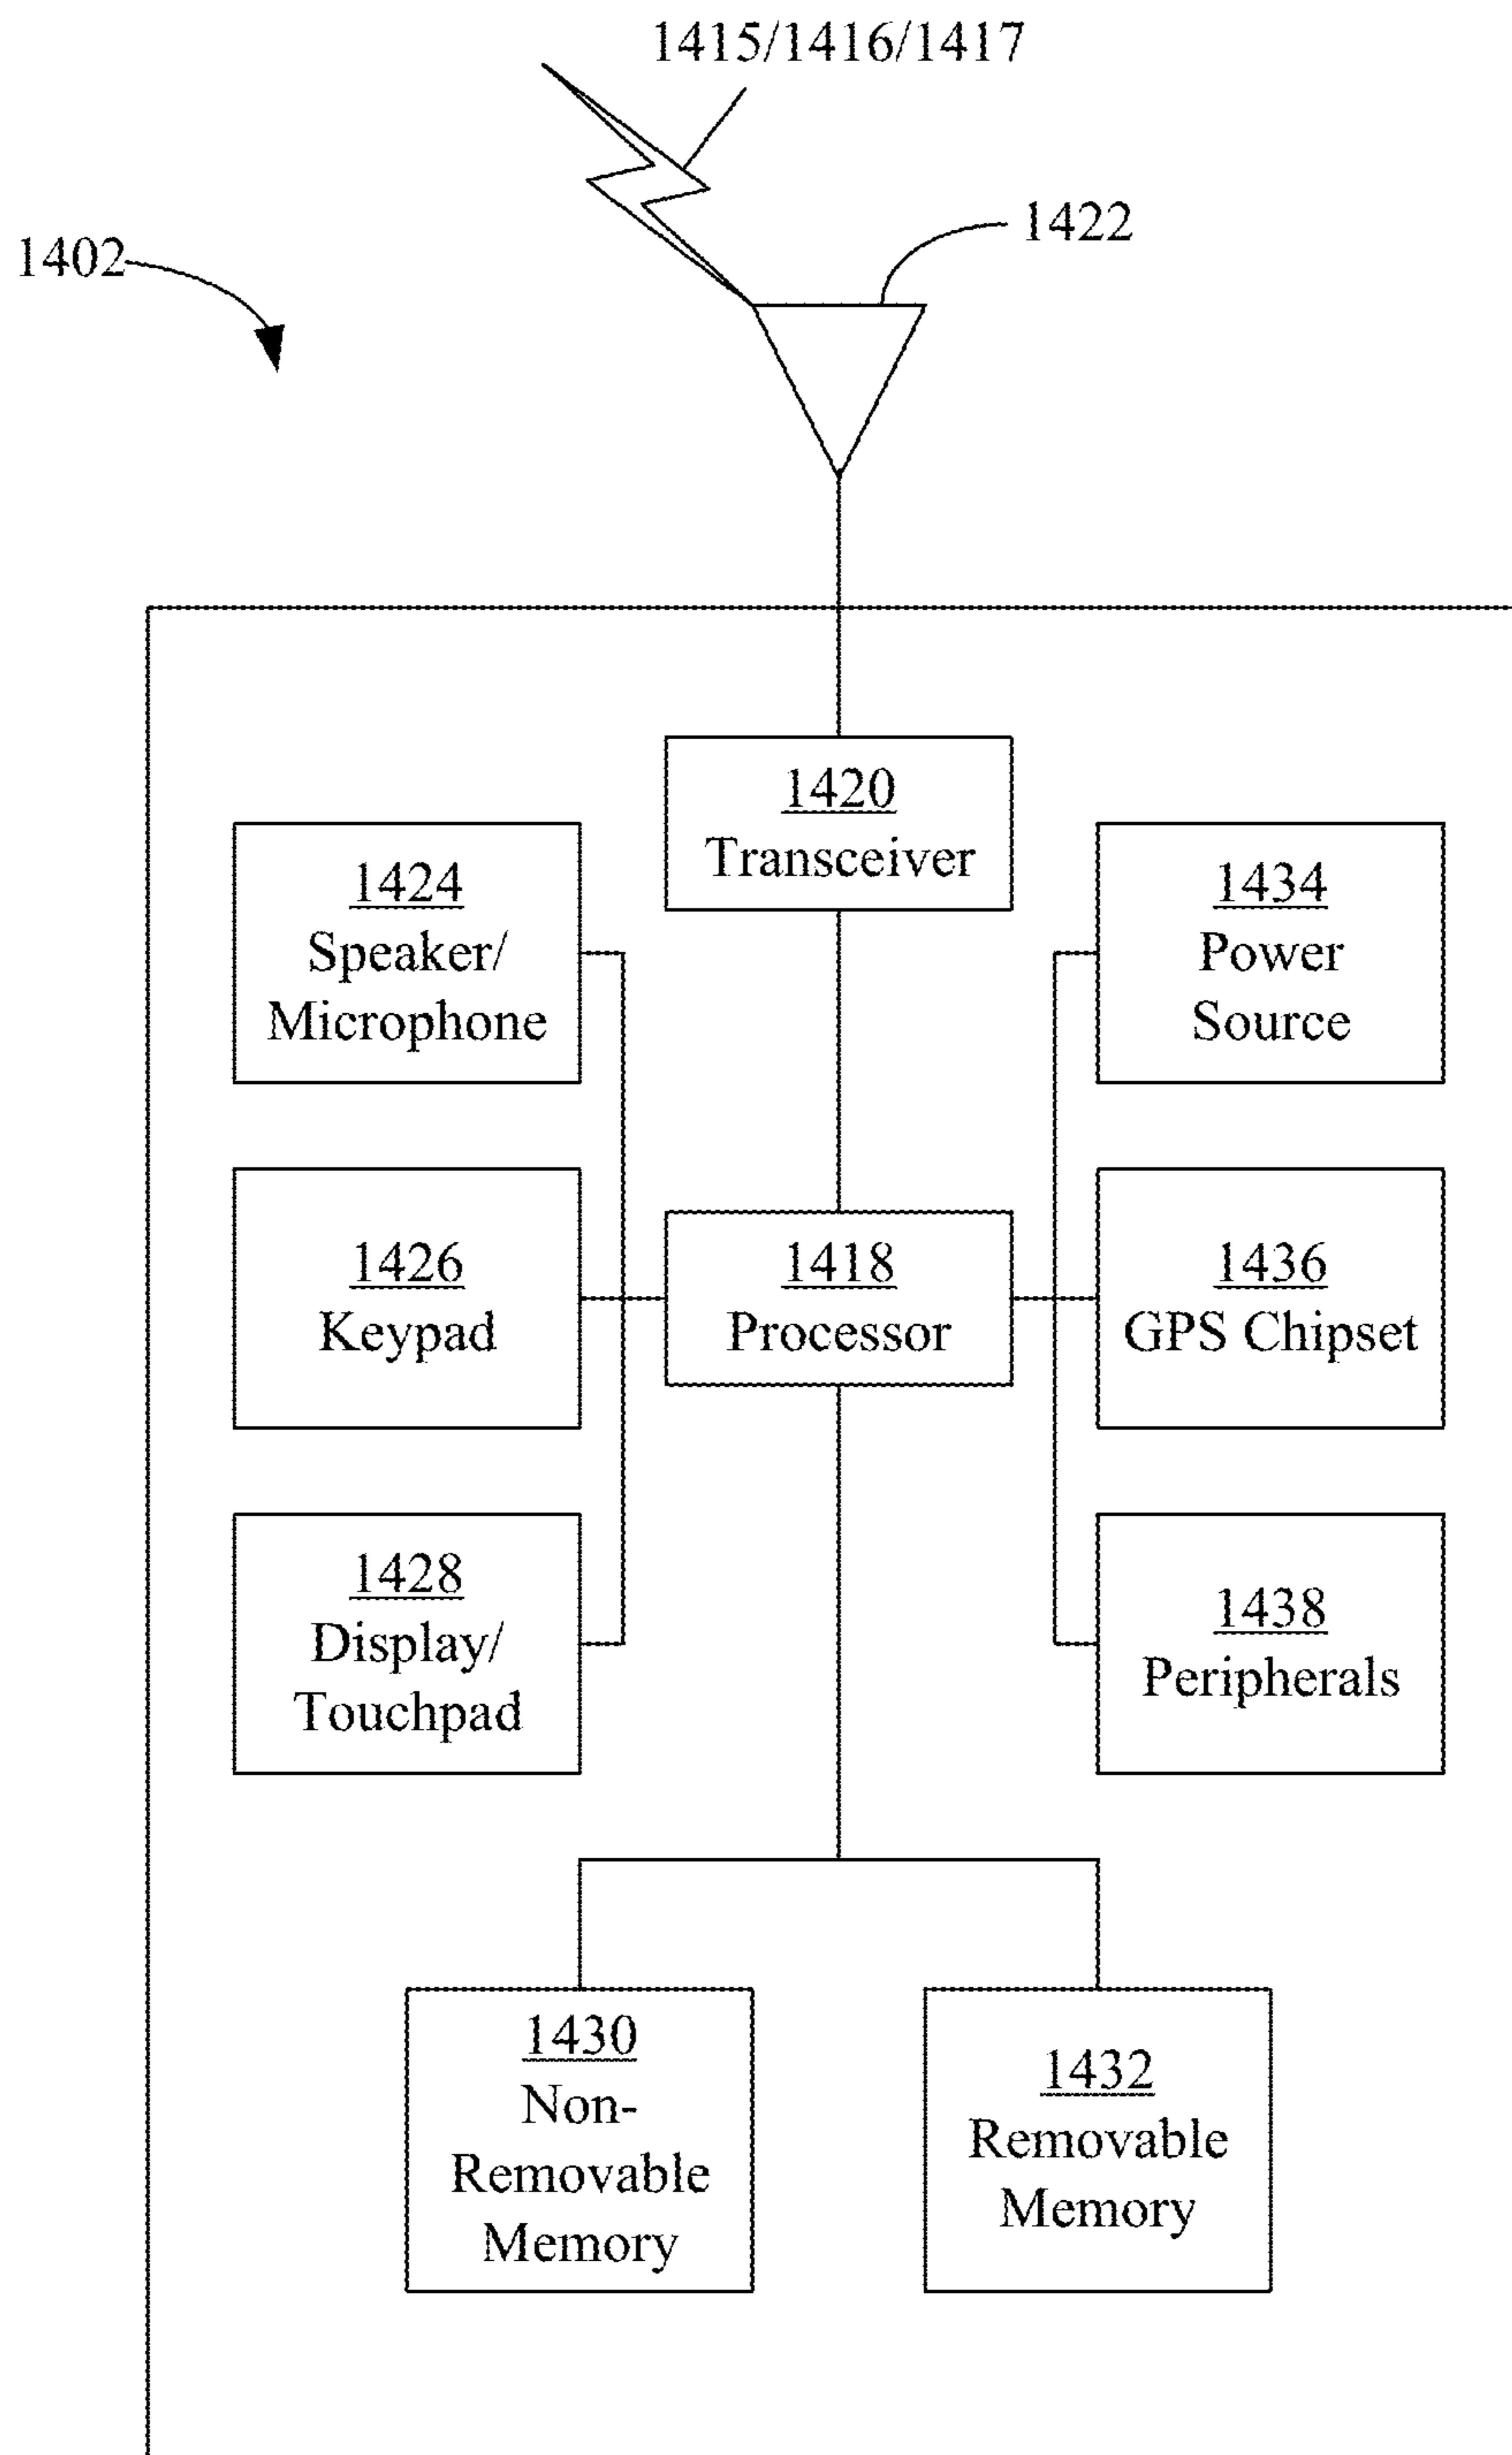 1415/1416/1417
1422
1402
1420
Transceiver
1424
Speaker/
Microphone
1434
Power
Source
1426
Keypad
1418
Processor
1436
GPS Chipset
1428
Display/
Touchpad
1438
Peripherals
1430
Non-
Removable
Memory
1432
Removable
Memory